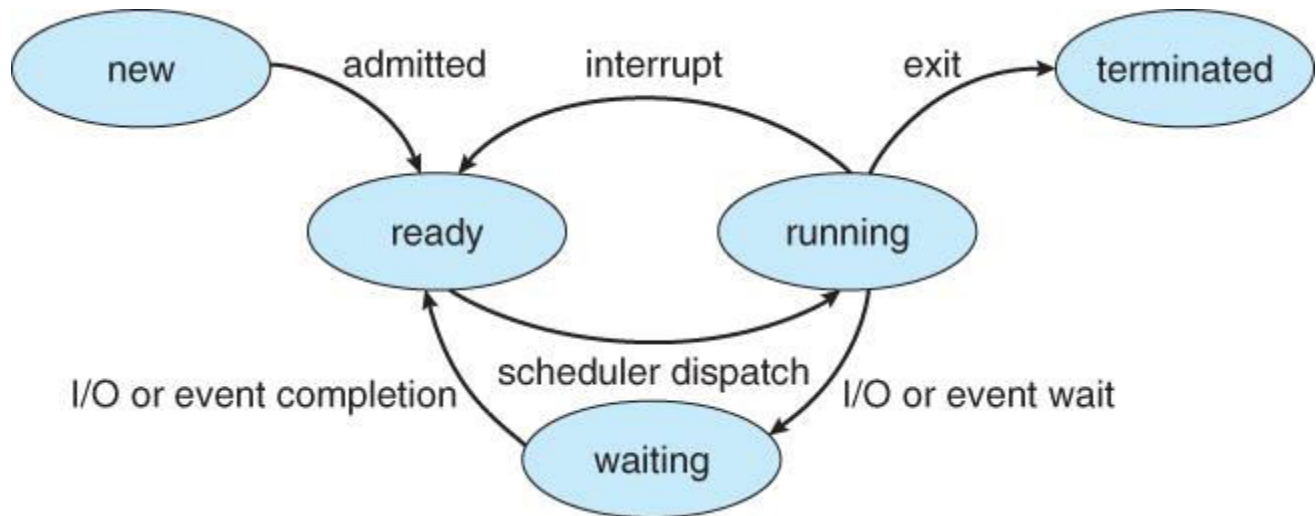 new
admitted
interrupt
exit
terminated
ready
running
I/O or event completion
scheduler dispatch
I/O or event wait
waiting